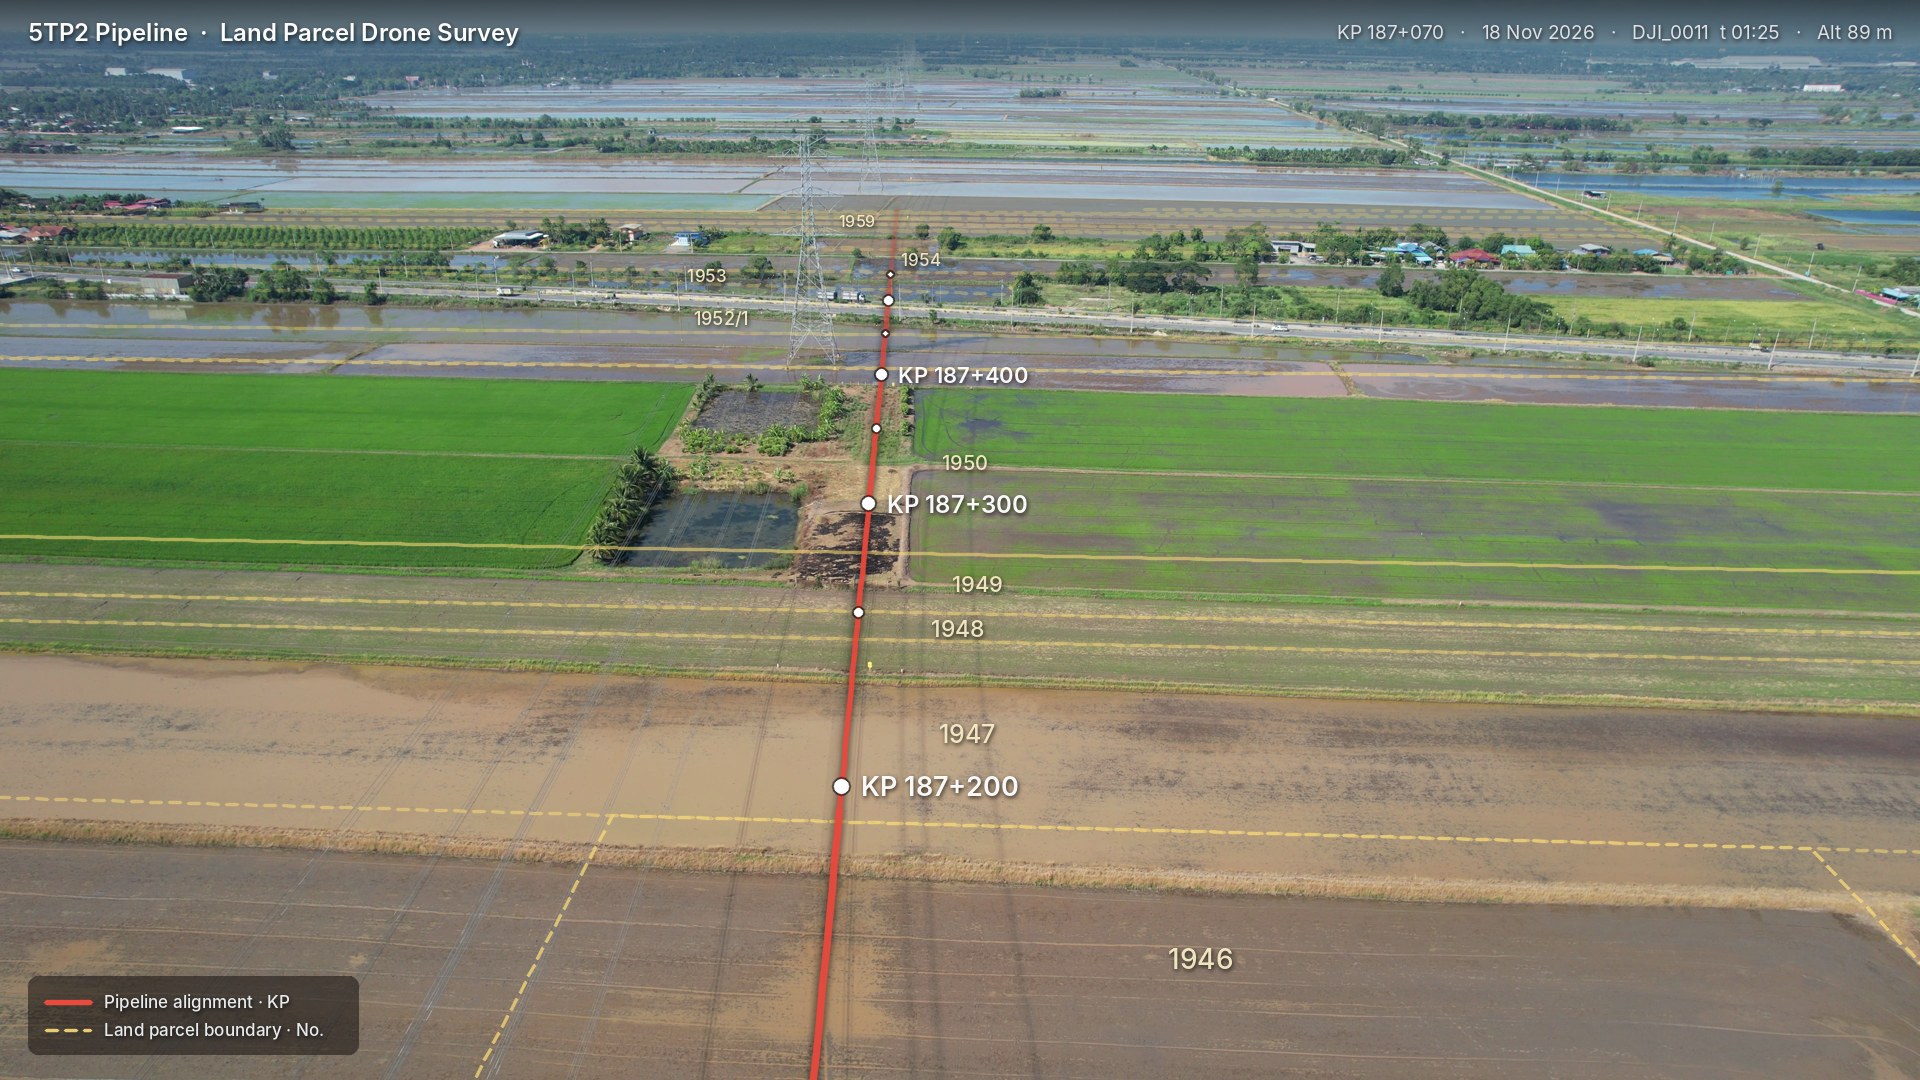 5TP2 Pipeline · Land Parcel Drone Survey
KP 187+070 · 18 Nov 2026 · DJI_0011 t 01:25 · Alt 89 m
1959
1954
1953
1952/1
KP 187+400
1950
KP 187+300
1949
1948
1947
KP 187+200
1946
Pipeline alignment · KP
Land parcel boundary · No.